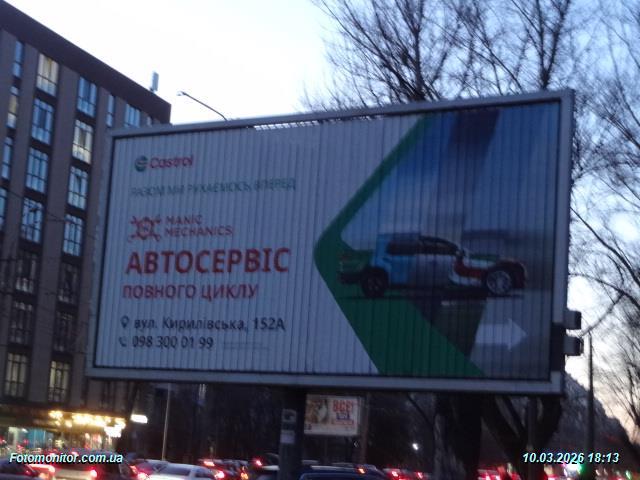 Castrol
РАЗОМ МИ РУХАЄМОСЬ ВПЕРЕД
MANIC
MECHANICS
АВТОСЕРВІС
ПОВНОГО ЦИКЛУ
вул. Кирилівська, 152А
098 300 01 99
ВСЕ!
Fotomonitor.com.ua
10.03.2026 18:13